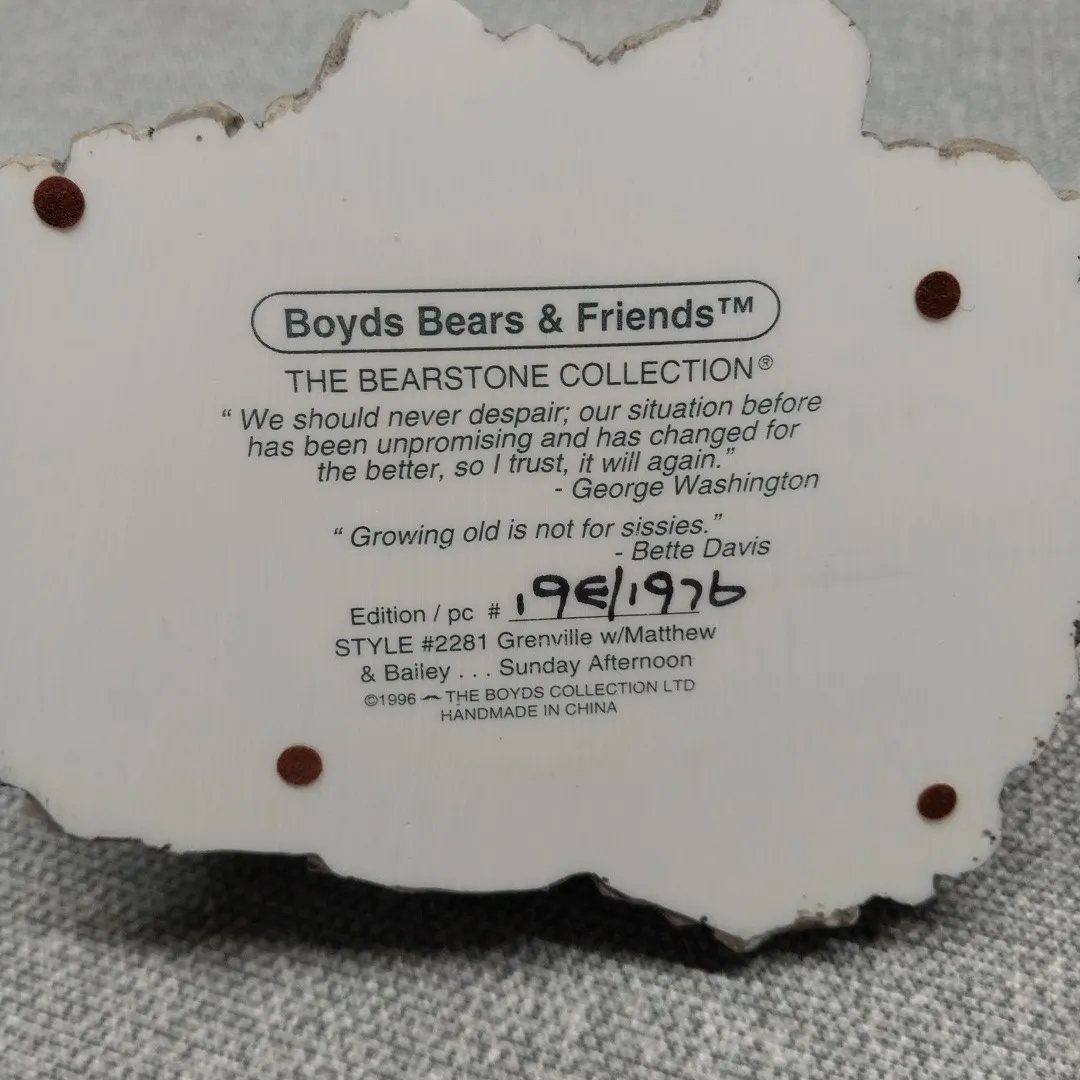 Boyds Bears & Friends™
THE BEARSTONE COLLECTION®
“ We should never despair; our situation before
has been unpromising and has changed for
the better, so I trust, it will again.”
- George Washington
“ Growing old is not for sissies.”
- Bette Davis
Edition / pc # 19E/1976
STYLE #2281 Grenville w/Matthew
& Bailey . . . Sunday Afternoon
©1996 THE BOYDS COLLECTION LTD
HANDMADE IN CHINA